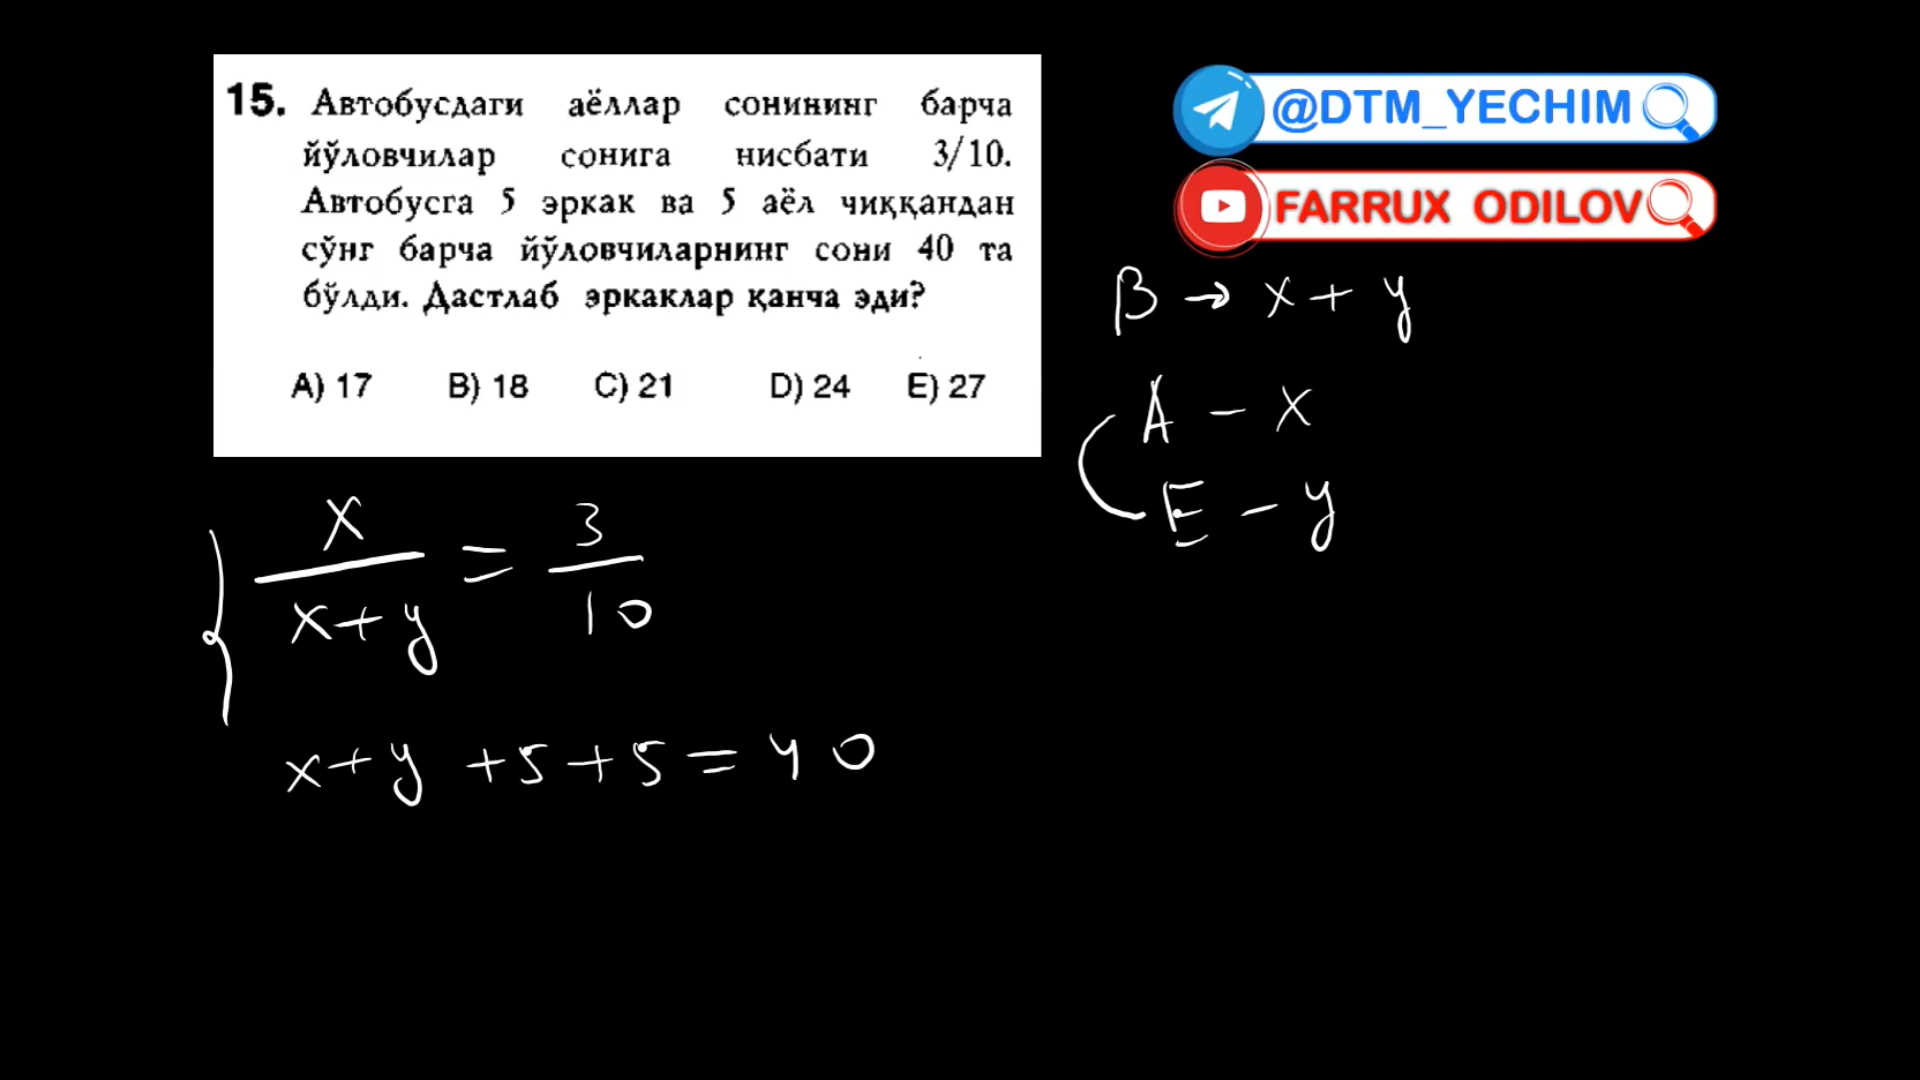 15. Автобусдаги аёллар сонининг барча
йўловчилар сонига нисбати 3/10.
Автобусга 5 эркак ва 5 аёл чиққандан
сўнг барча йўловчиларнинг сони 40 та
бўлди. Дастлаб эркаклар қанча эди?
A) 17 B) 18 C) 21 D) 24 E) 27
@DTM_YECHIM
FARRUX ODILOV
B → x + y
A - x
E - y
x/(x+y) = 3/10
x+y +5+5=40